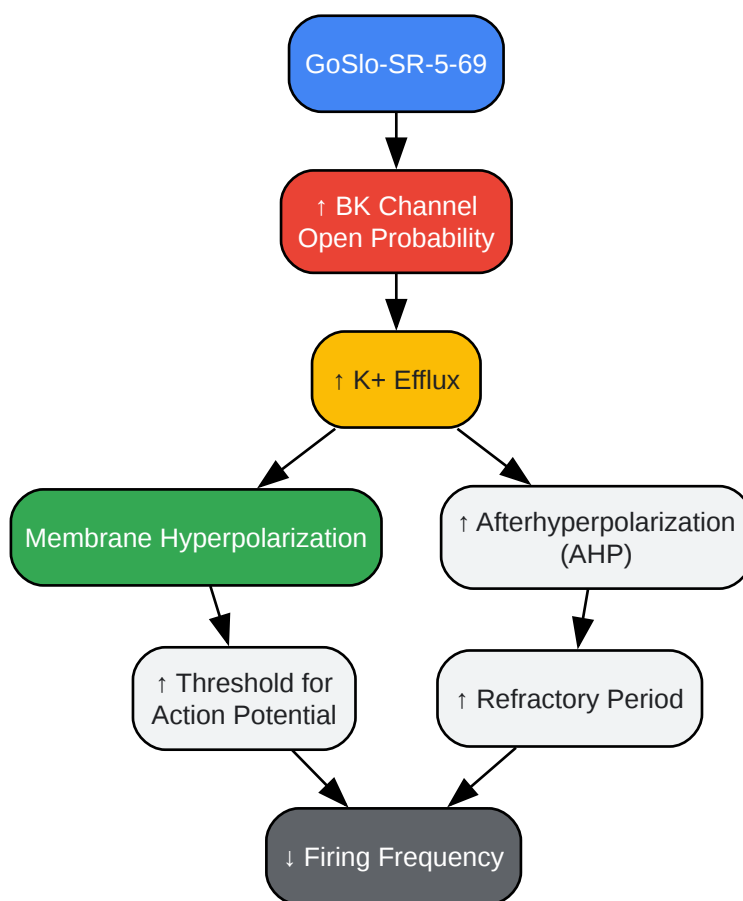 GoSlo-SR-5-69
↑ BK Channel
Open Probability
↑ K+ Efflux
Membrane Hyperpolarization
↑ Afterhyperpolarization
(AHP)
↑ Threshold for
Action Potential
↑ Refractory Period
↓ Firing Frequency